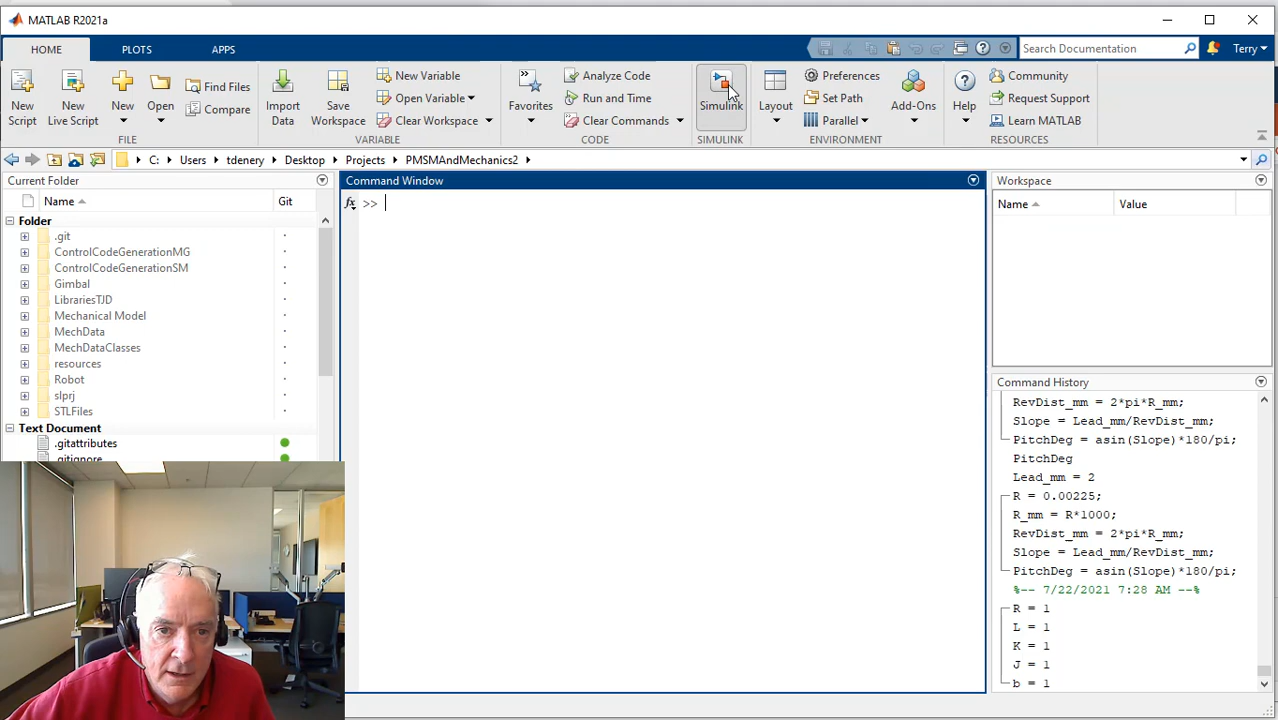 MATLAB R2021a
HOME PLOTS APPS
Search Documentation Terry
New Script
New Live Script
New
Open
Find Files
Compare
Import Data
Save Workspace
New Variable
Open Variable
Clear Workspace
Favorites
Analyze Code
Run and Time
Clear Commands
Simulink
Layout
Preferences
Set Path
Parallel
Add-Ons
Help
Community
Request Support
Learn MATLAB
FILE VARIABLE CODE SIMULINK ENVIRONMENT RESOURCES
C: Users tdenery Desktop Projects PMSMAndMechanics2
Current Folder
Name Git
Folder
.git
ControlCodeGenerationMG
ControlCodeGenerationSM
Gimbal
LibrariesTJD
Mechanical Model
MechData
MechDataClasses
resources
Robot
slprj
STLFiles
Text Document
.gitattributes
.gitignore
Command Window
fx >>
Workspace
Name Value
Command History
RevDist_mm = 2*pi*R_mm;
Slope = Lead_mm/RevDist_mm;
PitchDeg = asin(Slope)*180/pi;
PitchDeg
Lead_mm = 2
R = 0.00225;
R_mm = R*1000;
RevDist_mm = 2*pi*R_mm;
Slope = Lead_mm/RevDist_mm;
PitchDeg = asin(Slope)*180/pi;
%-- 7/22/2021 7:28 AM --%
R = 1
L = 1
K = 1
J = 1
b = 1